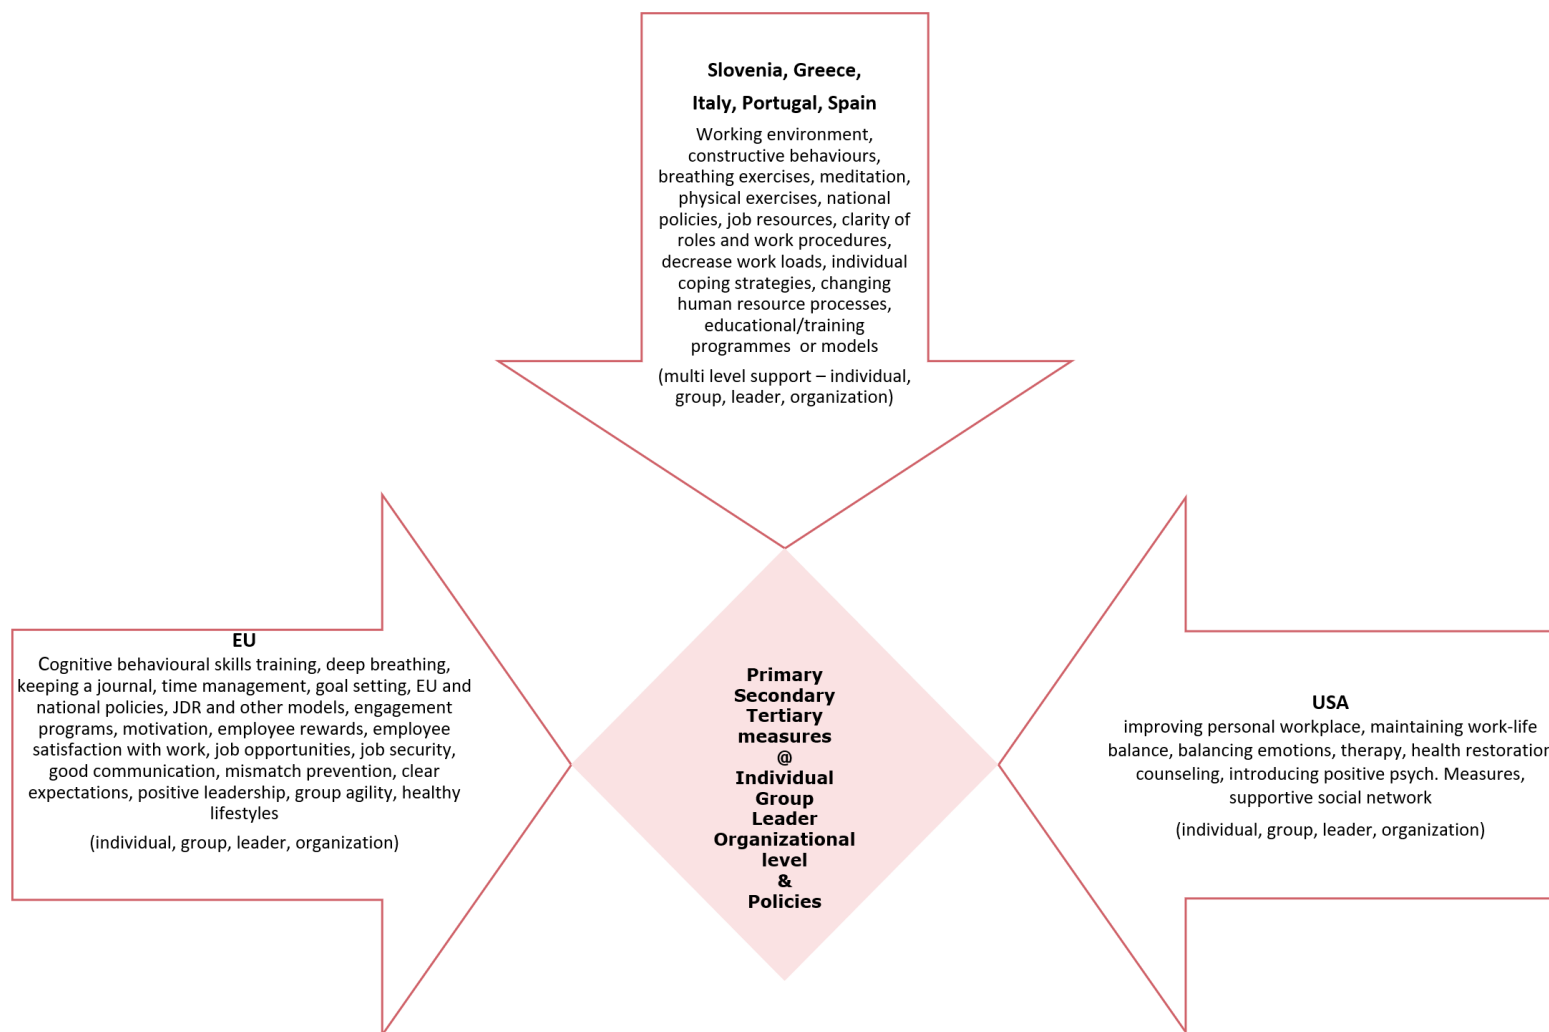 Slovenia, Greece,
Italy, Portugal, Spain
Working environment,
constructive behaviours,
breathing exercises, meditation,
physical exercises, national
policies, job resources, clarity of
roles and work procedures,
decrease work loads, individual
coping strategies, changing
human resource processes,
educational/training
programmes  or models
(multi level support – individual,
group, leader, organization)
EU
Cognitive behavioural skills training, deep breathing,
keeping a journal, time management, goal setting, EU and
national policies, JDR and other models, engagement
programs, motivation, employee rewards, employee
satisfaction with work, job opportunities, job security,
good communication, mismatch prevention, clear
expectations, positive leadership, group agility, healthy
lifestyles
(individual, group, leader, organization)
Primary
Secondary
Tertiary
measures
@
Individual
Group
Leader
Organizational
level
&
Policies
USA
improving personal workplace, maintaining work-life
balance, balancing emotions, therapy, health restoration
counseling, introducing positive psych. Measures,
supportive social network
(individual, group, leader, organization)